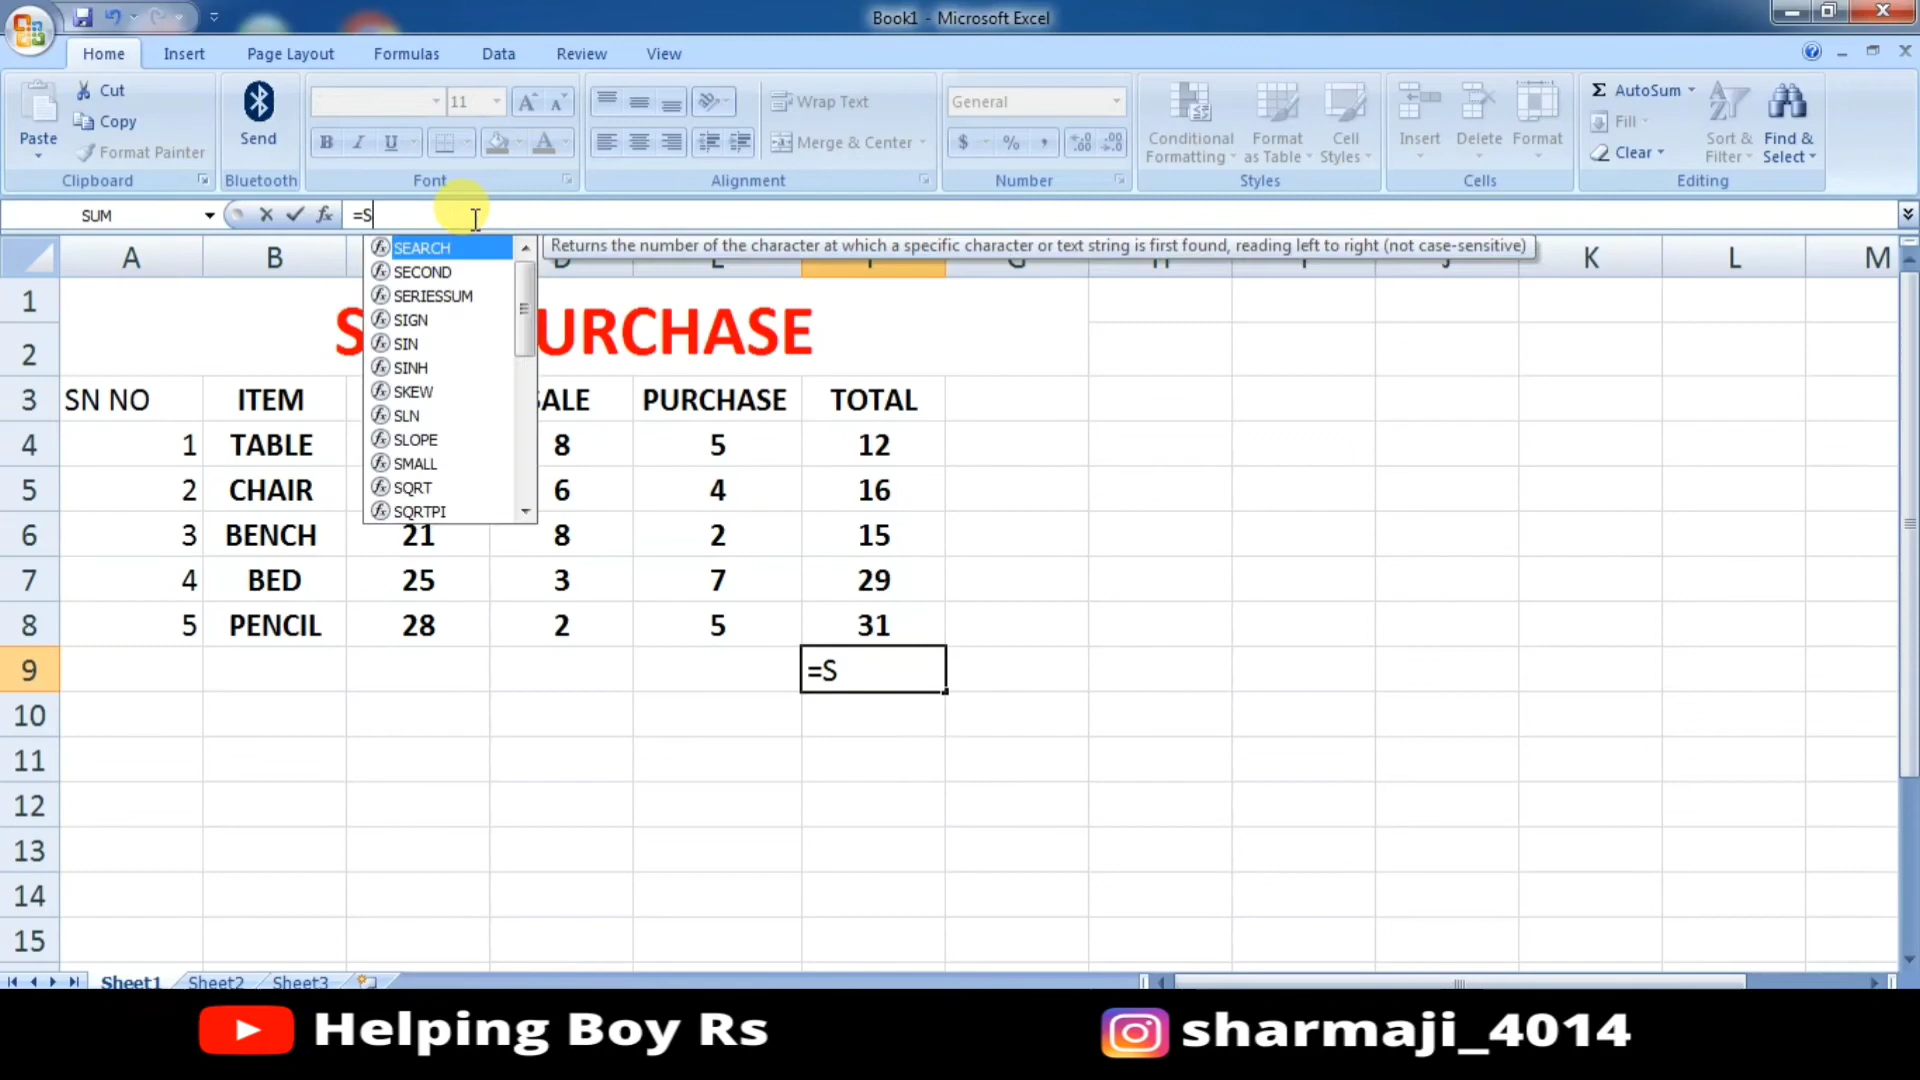 Book1 - Microsoft Excel
Home Insert Page Layout Formulas Data Review View
Paste Cut Copy Format Painter Clipboard
Send Bluetooth
11 A A B I U A Font
Wrap Text Merge & Center Alignment
General $ % , .0 .00 .00 .0 Number
Conditional Formatting Format as Table Cell Styles Styles
Insert Delete Format Cells
Σ AutoSum Fill Clear Sort & Filter Find & Select Editing
SUM fx =S
SEARCH Returns the number of the character at which a specific character or text string is first found, reading left to right (not case-sensitive)
SECOND
SERIESSUM
SIGN
SIN
SINH
SKEW
SLN
SLOPE
SMALL
SQRT
SQRTPI
A B K L M
1
2 S URCHASE
3 SN NO ITEM SALE PURCHASE TOTAL
4 1 TABLE 8 5 12
5 2 CHAIR 6 4 16
6 3 BENCH 21 8 2 15
7 4 BED 25 3 7 29
8 5 PENCIL 28 2 5 31
9 =S
10
11
12
13
14
15
Sheet1 Sheet2 Sheet3
Helping Boy Rs sharmaji_4014